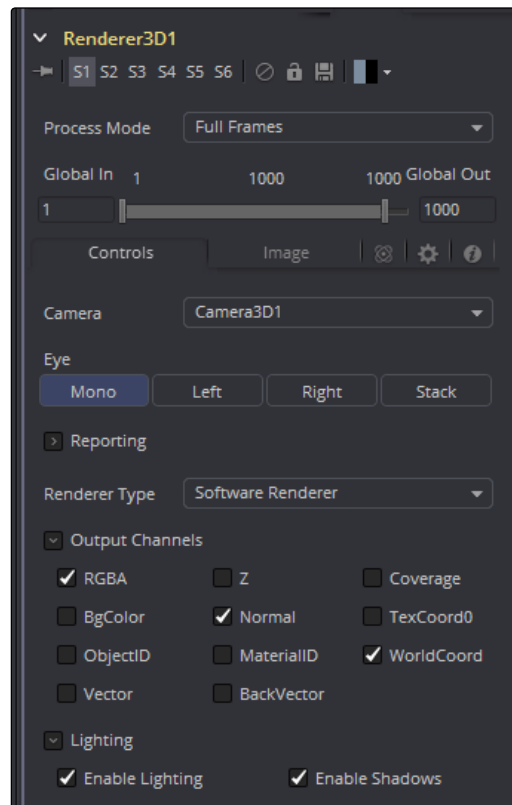 Renderer3D1
S1 S2 S3 S4 S5 S6
Process Mode Full Frames
Global In 1 1000 1000 Global Out
1 1000
Controls Image
Camera Camera3D1
Eye
Mono Left Right Stack
Reporting
Renderer Type Software Renderer
Output Channels
RGBA Z Coverage
BgColor Normal TexCoord0
ObjectID MaterialID WorldCoord
Vector BackVector
Lighting
Enable Lighting Enable Shadows